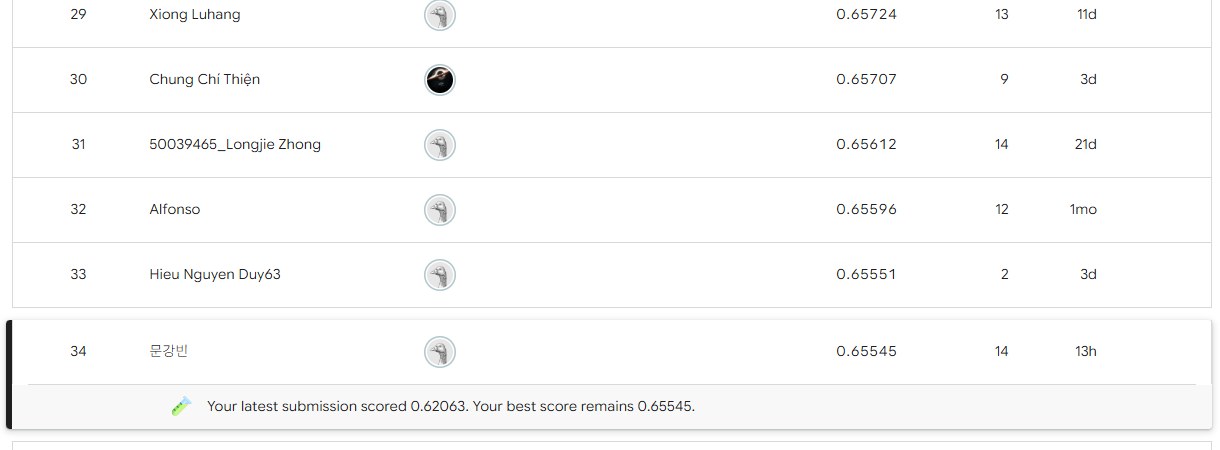 29 Xiong Luhang 0.65724 13 11d
30 Chung Chí Thiện 0.65707 9 3d
31 50039465_Longjie Zhong 0.65612 14 21d
32 Alfonso 0.65596 12 1mo
33 Hieu Nguyen Duy63 0.65551 2 3d
34 문강빈 0.65545 14 13h
Your latest submission scored 0.62063. Your best score remains 0.65545.